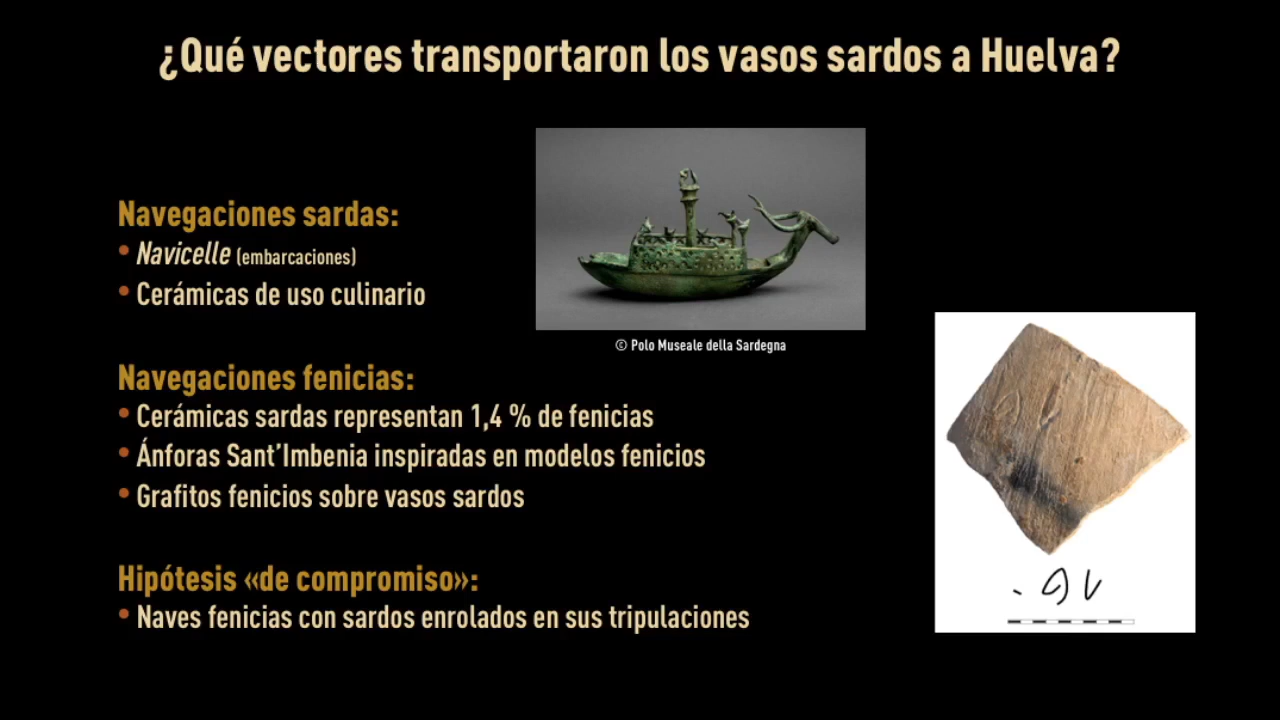 ¿Qué vectores transportaron los vasos sardos a Huelva?
Navegaciones sardas:
• Navicelle (embarcaciones)
• Cerámicas de uso culinario
© Polo Museale della Sardegna
Navegaciones fenicias:
• Cerámicas sardas representan 1,4 % de fenicias
• Ánforas Sant’Imbenia inspiradas en modelos fenicios
• Grafitos fenicios sobre vasos sardos
Hipótesis «de compromiso»:
• Naves fenicias con sardos enrolados en sus tripulaciones